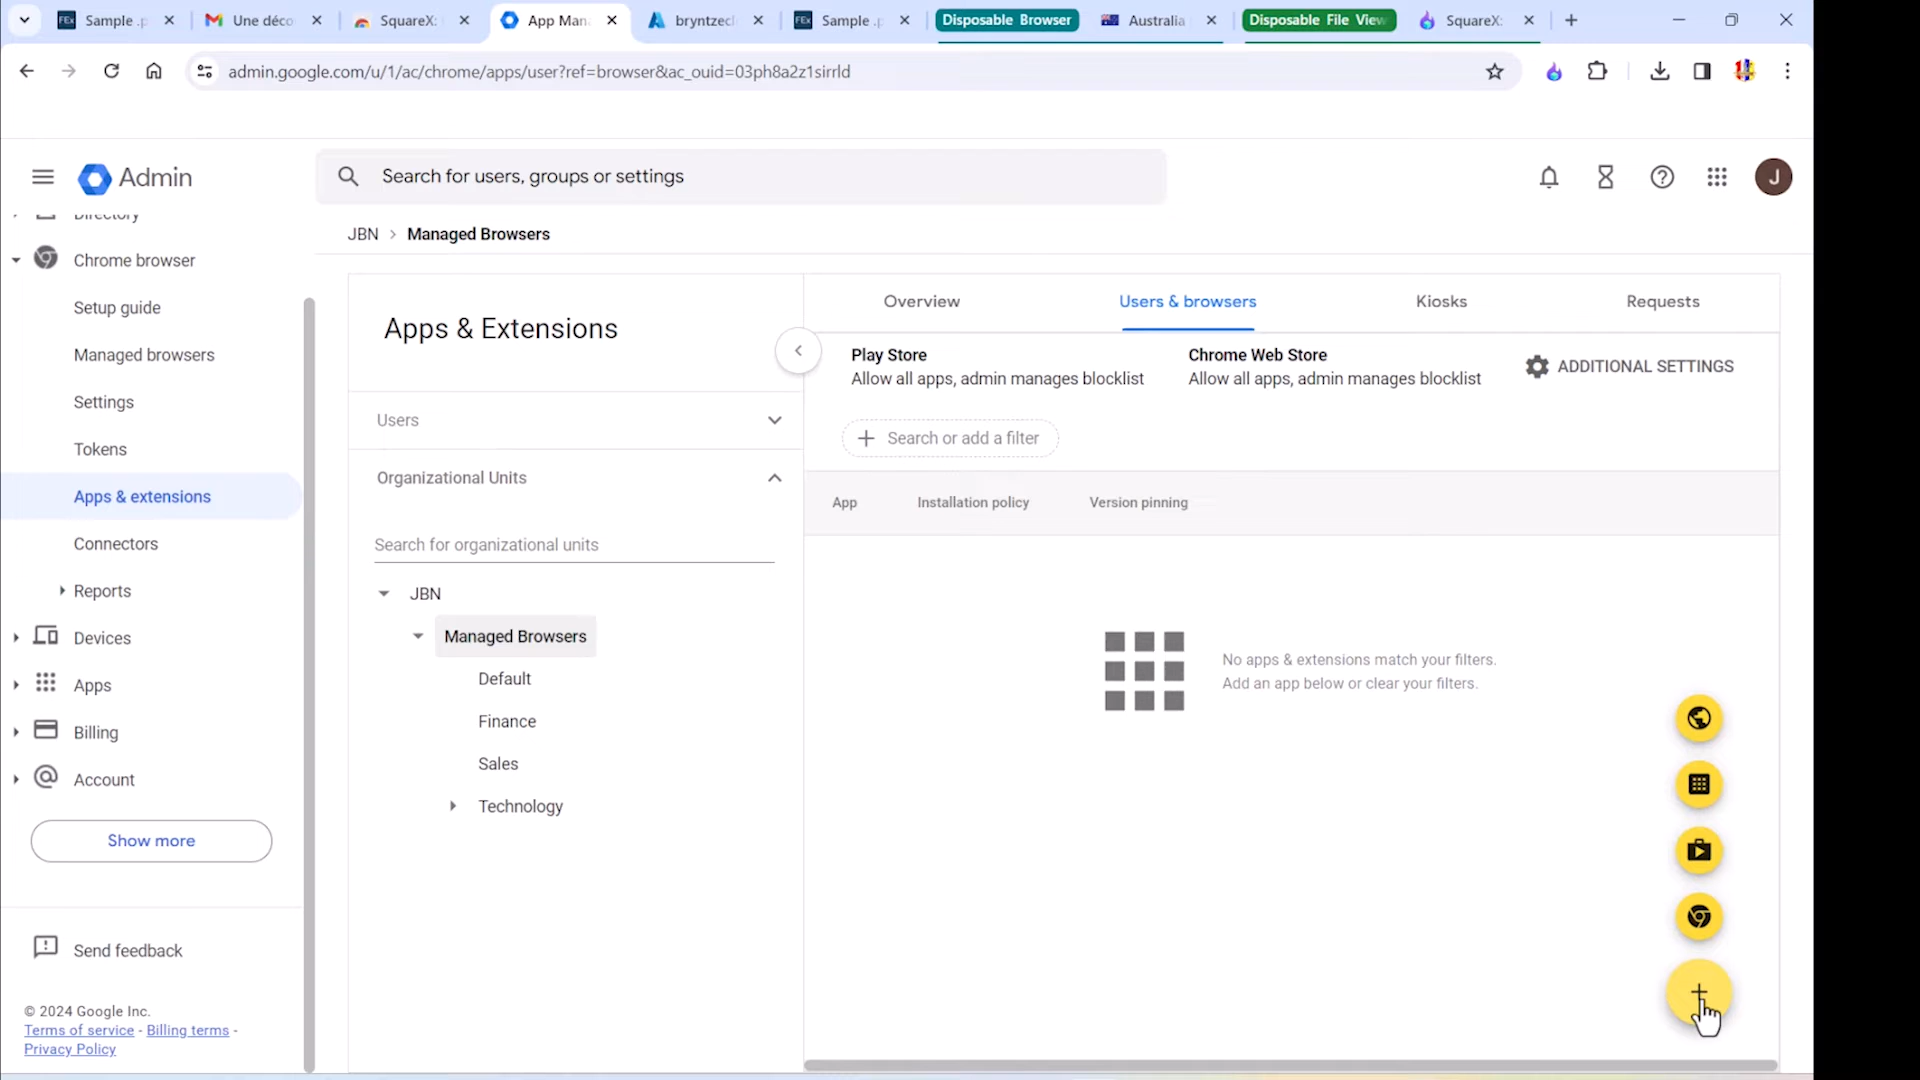 Sample .p
Une déco
SquareX:
App Man
bryntzec
Sample .p
Disposable Browser
Australia
Disposable File View
SquareX:
admin.google.com/u/1/ac/chrome/apps/user?ref=browser&ac_ouid=03ph8a2z1sirrld
Admin
Search for users, groups or settings
J
Directory
Chrome browser
Setup guide
Managed browsers
Settings
Tokens
Apps & extensions
Connectors
Reports
Devices
Apps
Billing
Account
Show more
Send feedback
© 2024 Google Inc.
Terms of service - Billing terms -
Privacy Policy
JBN > Managed Browsers
Apps & Extensions
Users
Organizational Units
Search for organizational units
JBN
Managed Browsers
Default
Finance
Sales
Technology
Overview
Users & browsers
Kiosks
Requests
Play Store
Allow all apps, admin manages blocklist
Chrome Web Store
Allow all apps, admin manages blocklist
ADDITIONAL SETTINGS
+ Search or add a filter
App
Installation policy
Version pinning
No apps & extensions match your filters.
Add an app below or clear your filters.